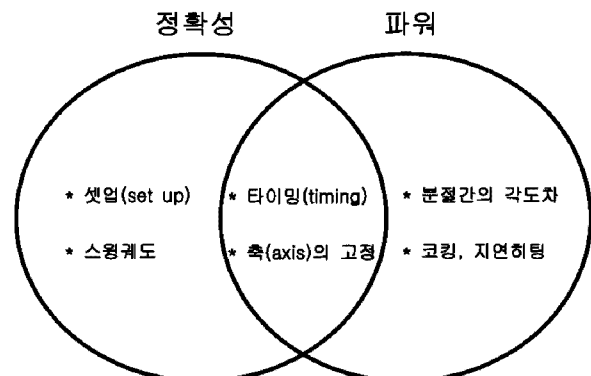 정확성
파워
* 셋업(set up)
* 타이밍(timing)
* 분절간의 각도차
* 스윙궤도
* 축(axis)의 고정
* 코킹, 지연히팅